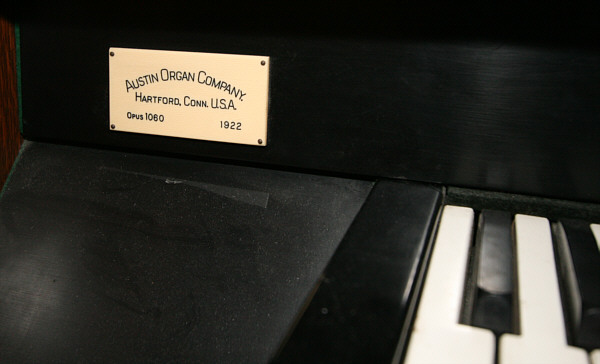 Austin Organ Company.
Hartford, Conn. U.S.A.
Opus 1060 1922